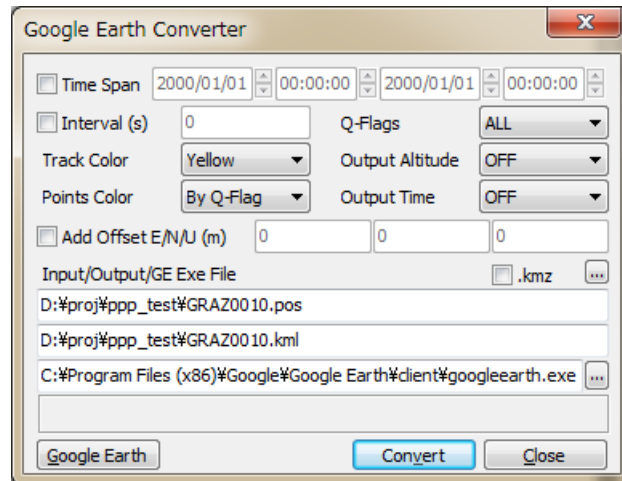 Google Earth Converter
Time Span 2000/01/01 00:00:00 2000/01/01 00:00:00
Interval (s) 0 Q-Flags ALL
Track Color Yellow Output Altitude OFF
Points Color By Q-Flag Output Time OFF
Add Offset E/N/U (m) 0 0 0
Input/Output/GE Exe File .kmz ...
D:¥proj¥ppp_test¥GRAZ0010.pos
D:¥proj¥ppp_test¥GRAZ0010.kml
C:¥Program Files (x86)¥Google¥Google Earth¥client¥googleearth.exe ...
Google Earth Convert Close